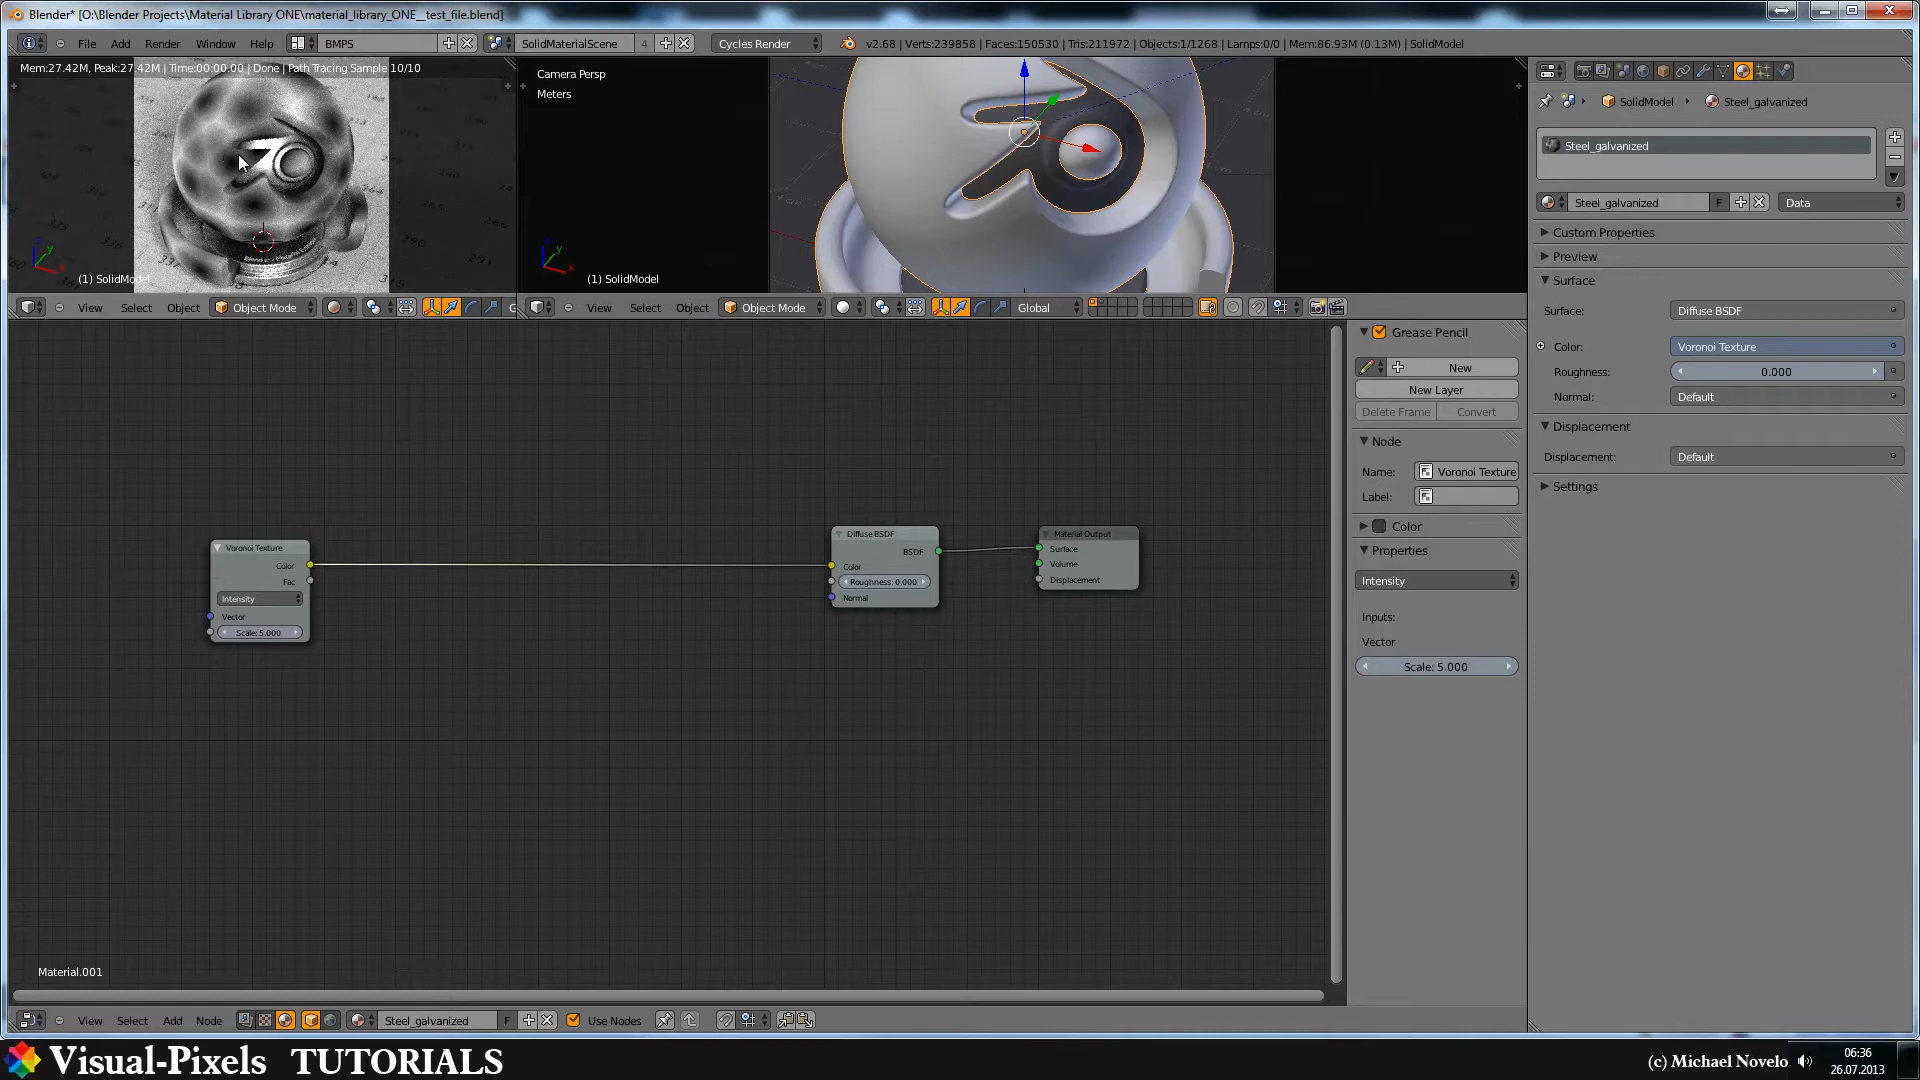 Blender* [O:\Blender Projects\Material Library ONE\material_library_ONE__test_file.blend]
File Add Render Window Help BMPS SolidMaterialScene 4 Cycles Render v2.68 | Verts:239858 | Faces:150530 | Tris:211972 | Objects:1/1268 | Lamps:0/0 | Mem:86.93M (0.13M) | SolidModel
Mem:27.42M, Peak:27.42M | Time:00:00.00 | Done | Path Tracing Sample 10/10
(1) SolidModel
Camera Persp
Meters
(1) SolidModel
View Select Object Object Mode
View Select Object Object Mode Global
SolidModel Steel_galvanized
Steel_galvanized
Steel_galvanized F Data
Custom Properties
Preview
Surface
Surface: Diffuse BSDF
Color: Voronoi Texture
Roughness: 0.000
Normal: Default
Displacement
Displacement: Default
Settings
Grease Pencil
New
New Layer
Delete Frame Convert
Node
Name: Voronoi Texture
Label:
Color
Properties
Intensity
Inputs:
Vector
Scale: 5.000
Voronoi Texture
Color
Fac
Intensity
Vector
Scale: 5.000
Diffuse BSDF
BSDF
Color
Roughness: 0.000
Normal
Material Output
Surface
Volume
Displacement
Material.001
View Select Add Node Steel_galvanized F Use Nodes
Visual-Pixels TUTORIALS
(c) Michael Novelo
06:36
26.07.2013